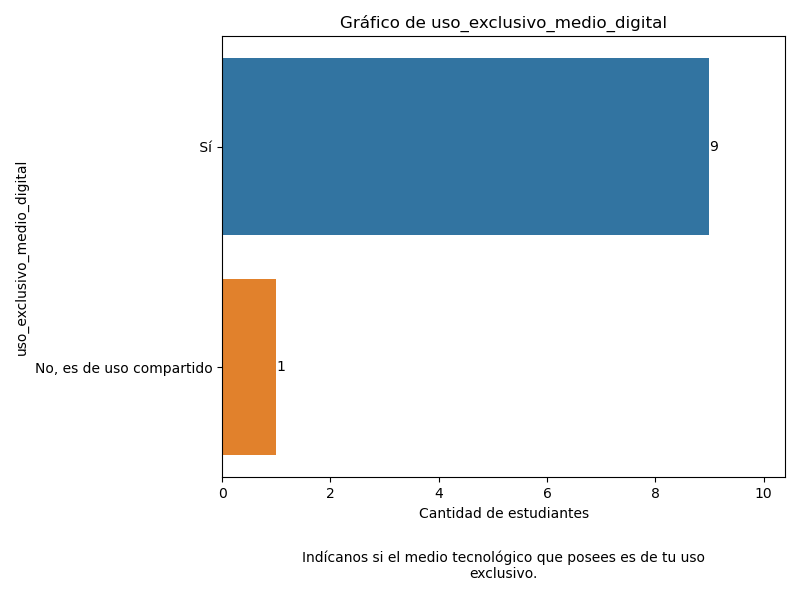 Gráfico de uso_exclusivo_medio_digital
uso_exclusivo_medio_digital
Sí
9
No, es de uso compartido
1
0 2 4 6 8 10
Cantidad de estudiantes
Indícanos si el medio tecnológico que posees es de tu uso
exclusivo.